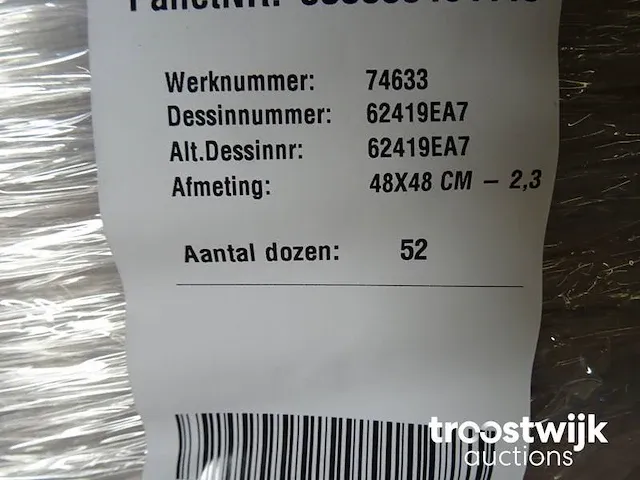 Werknummer: 74633
Dessinnummer: 62419EA7
Alt.Dessinnr: 62419EA7
Afmeting: 48X48 CM – 2,3
Aantal dozen: 52
troostwijk
auctions